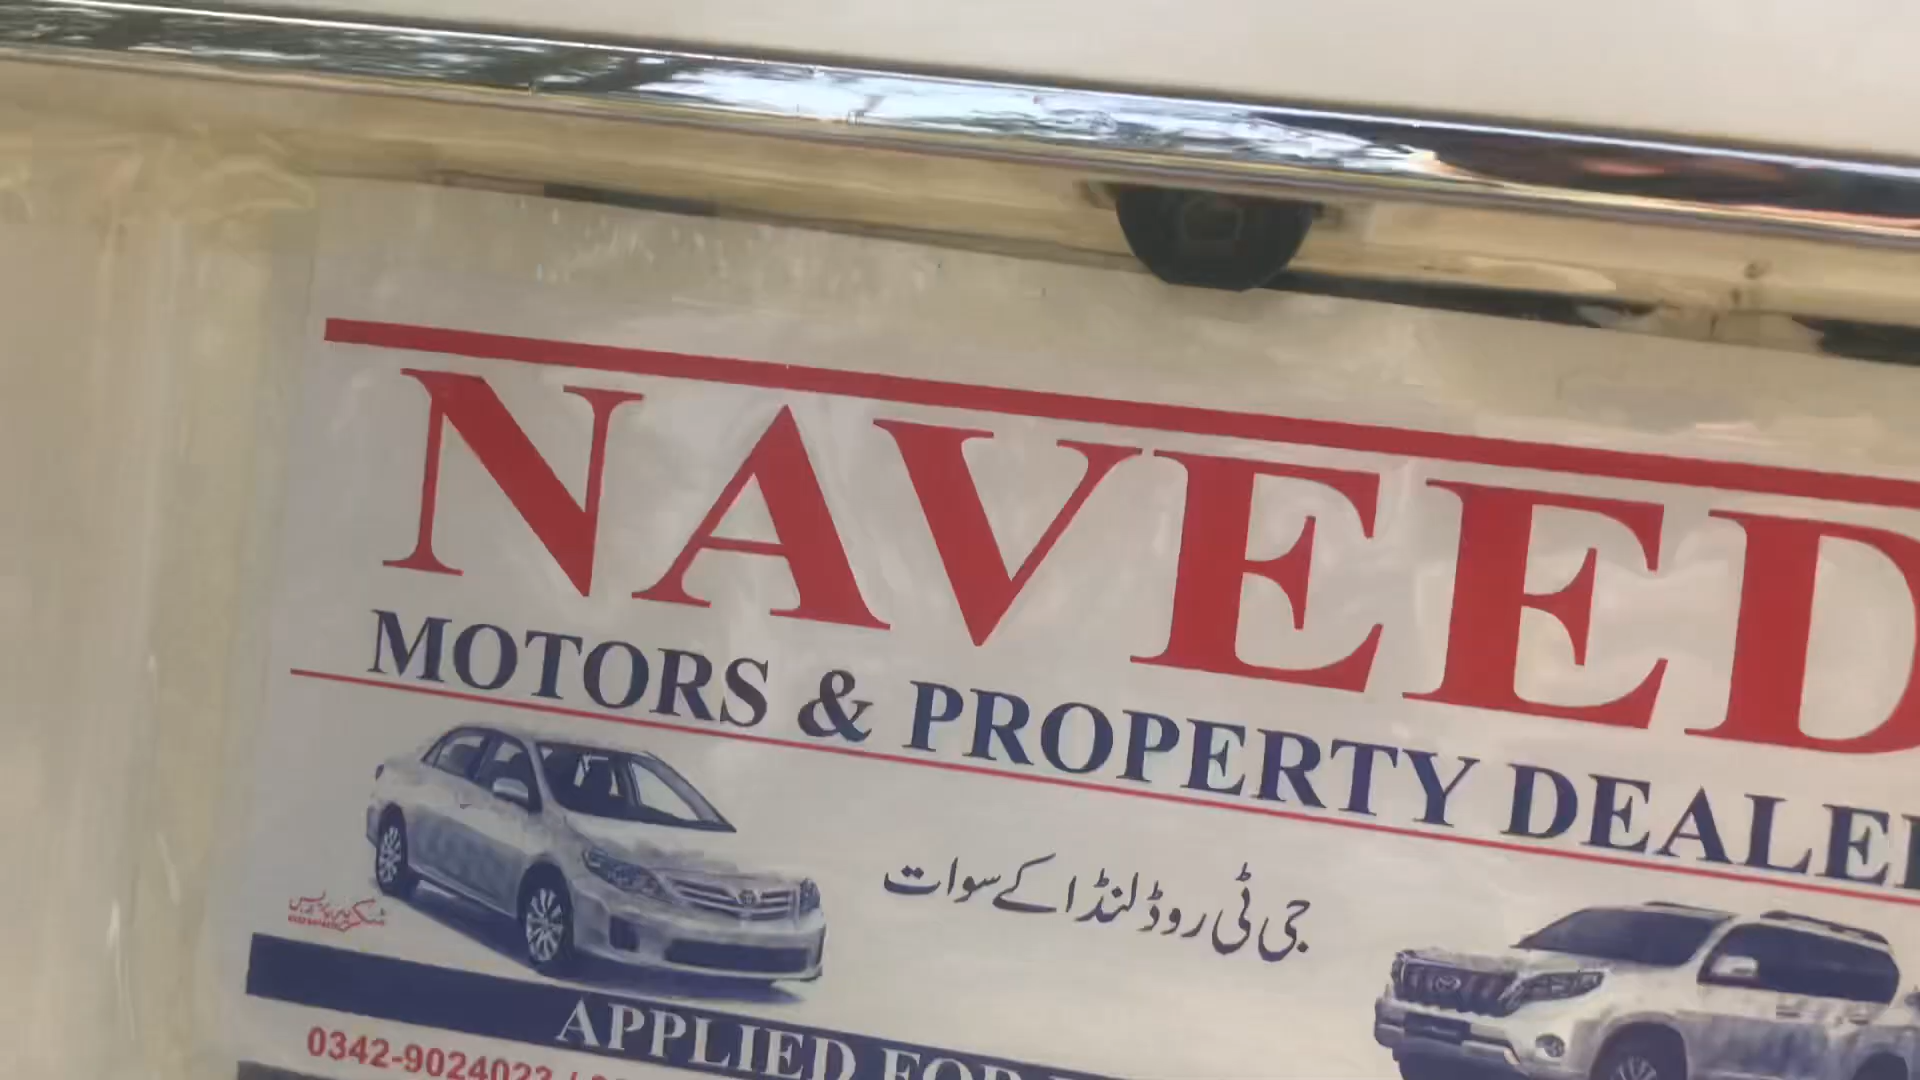 NAVEED
MOTORS & PROPERTY DEALE
جی ٹی روڈ لنڈا کے سوات
APPLIED FOR
0342-9024023 /